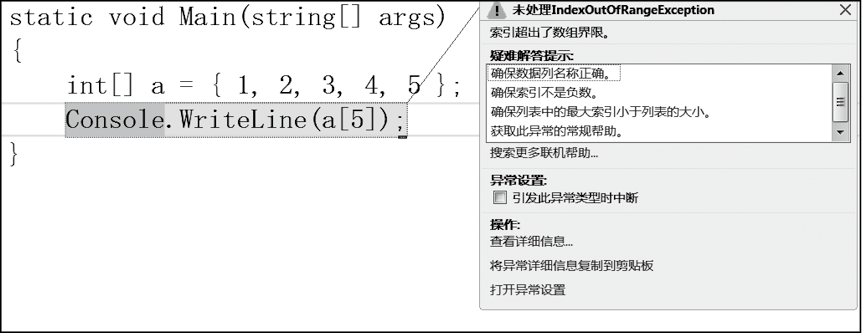 static void Main(string[] args)
{
int[] a = { 1, 2, 3, 4, 5 };
Console.WriteLine(a[5]);
}
未处理IndexOutOfRangeException
索引超出了数组界限。
疑难解答提示:
确保数据列名称正确。
确保索引不是负数。
确保列表中的最大索引小于列表的大小。
获取此异常的常规帮助。
搜索更多联机帮助...
异常设置:
引发此异常类型时中断
操作:
查看详细信息...
将异常详细信息复制到剪贴板
打开异常设置